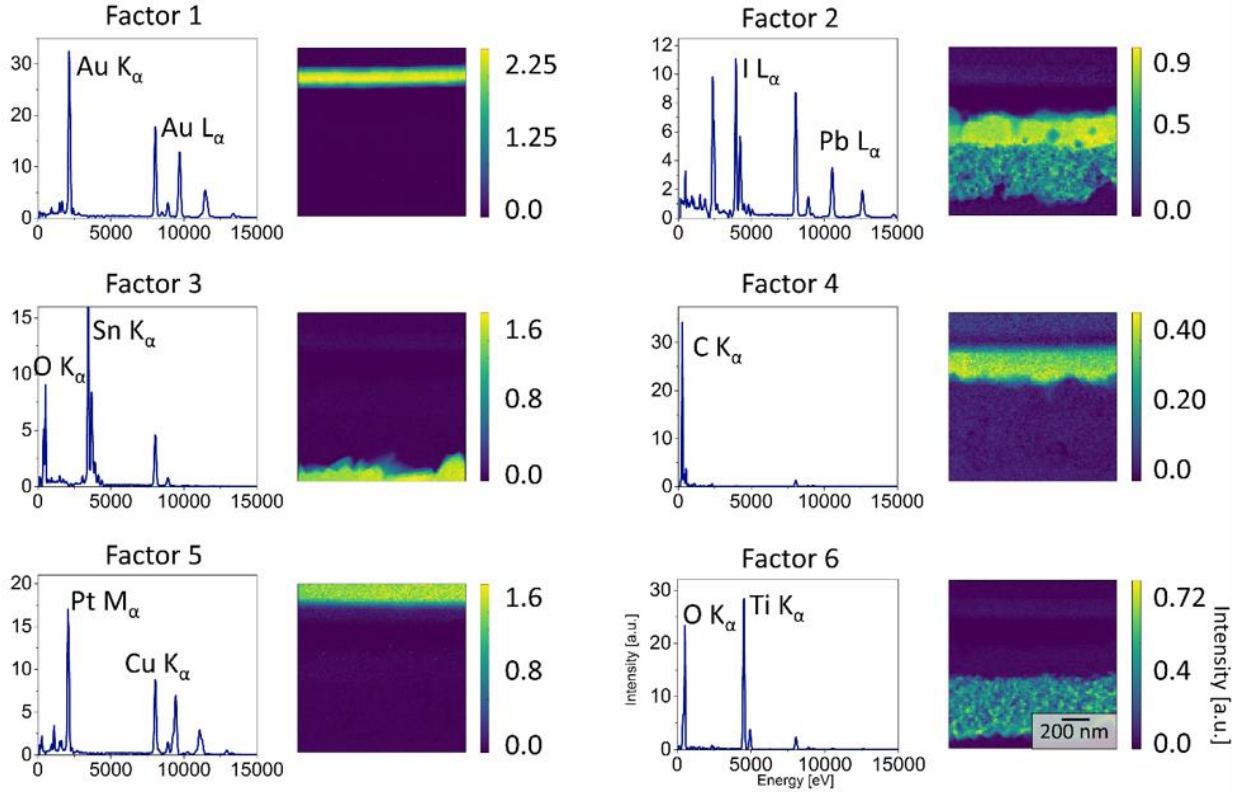 Factor 1
30
20
10
0
0 5000 10000 15000
Au Kα
Au Lα
2.25
1.25
0.0
Factor 2
12
10
8
6
4
2
0
0 5000 10000 15000
I Lα
Pb Lα
0.9
0.5
0.0
Factor 3
15
10
5
0
0 5000 10000 15000
O Kα
Sn Kα
1.6
0.8
0.0
Factor 4
30
20
10
0
0 5000 10000 15000
C Kα
0.40
0.20
0.0
Factor 5
20
15
10
5
0
0 5000 10000 15000
Pt Mα
Cu Kα
1.6
0.8
0.0
Factor 6
Intensity [a.u.]
30
20
10
0
0 5000 10000 15000
Energy [eV]
O Kα
Ti Kα
200 nm
0.72
0.4
0.0
Intensity [a.u.]